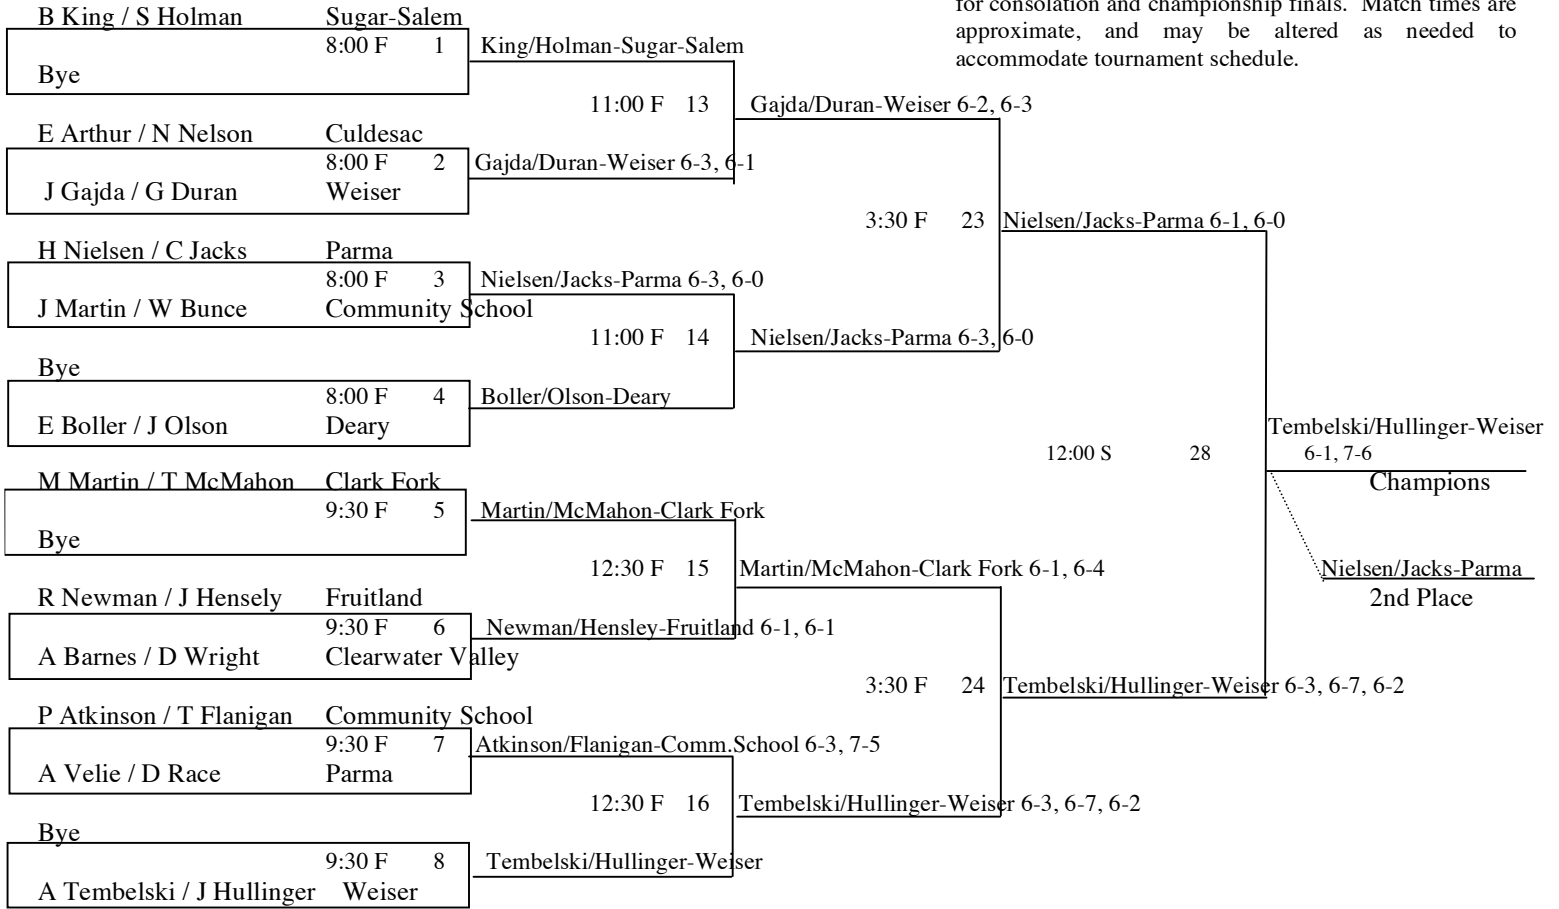 for consolation and championship finals. Match times are
approximate, and may be altered as needed to
accommodate tournament schedule.
B King / S Holman Sugar-Salem
8:00 F 1 King/Holman-Sugar-Salem
Bye
11:00 F 13 Gajda/Duran-Weiser 6-2, 6-3
E Arthur / N Nelson Culdesac
8:00 F 2 Gajda/Duran-Weiser 6-3, 6-1
J Gajda / G Duran Weiser
3:30 F 23 Nielsen/Jacks-Parma 6-1, 6-0
H Nielsen / C Jacks Parma
8:00 F 3 Nielsen/Jacks-Parma 6-3, 6-0
J Martin / W Bunce Community School
11:00 F 14 Nielsen/Jacks-Parma 6-3, 6-0
Bye
8:00 F 4 Boller/Olson-Deary
E Boller / J Olson Deary
Tembelski/Hullinger-Weiser
12:00 S 28 6-1, 7-6
Champions
M Martin / T McMahon Clark Fork
9:30 F 5 Martin/McMahon-Clark Fork
Bye
12:30 F 15 Martin/McMahon-Clark Fork 6-1, 6-4
Nielsen/Jacks-Parma
2nd Place
R Newman / J Hensely Fruitland
9:30 F 6 Newman/Hensley-Fruitland 6-1, 6-1
A Barnes / D Wright Clearwater Valley
3:30 F 24 Tembelski/Hullinger-Weiser 6-3, 6-7, 6-2
P Atkinson / T Flanigan Community School
9:30 F 7 Atkinson/Flanigan-Comm.School 6-3, 7-5
A Velie / D Race Parma
12:30 F 16 Tembelski/Hullinger-Weiser 6-3, 6-7, 6-2
Bye
9:30 F 8 Tembelski/Hullinger-Weiser
A Tembelski / J Hullinger Weiser